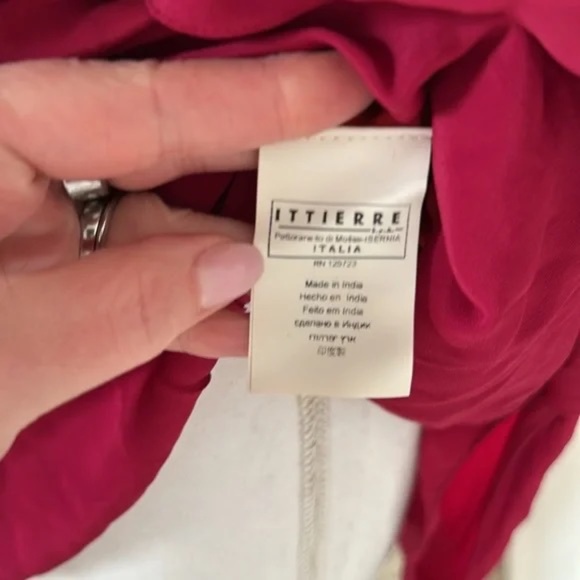 ITTIERRE
S.p.A.
Pettoranello di Molise-ISERNIA
ITALIA
RN 120723
Made in India
Hecho en India
Feito em India
сделано в Индии
印度製